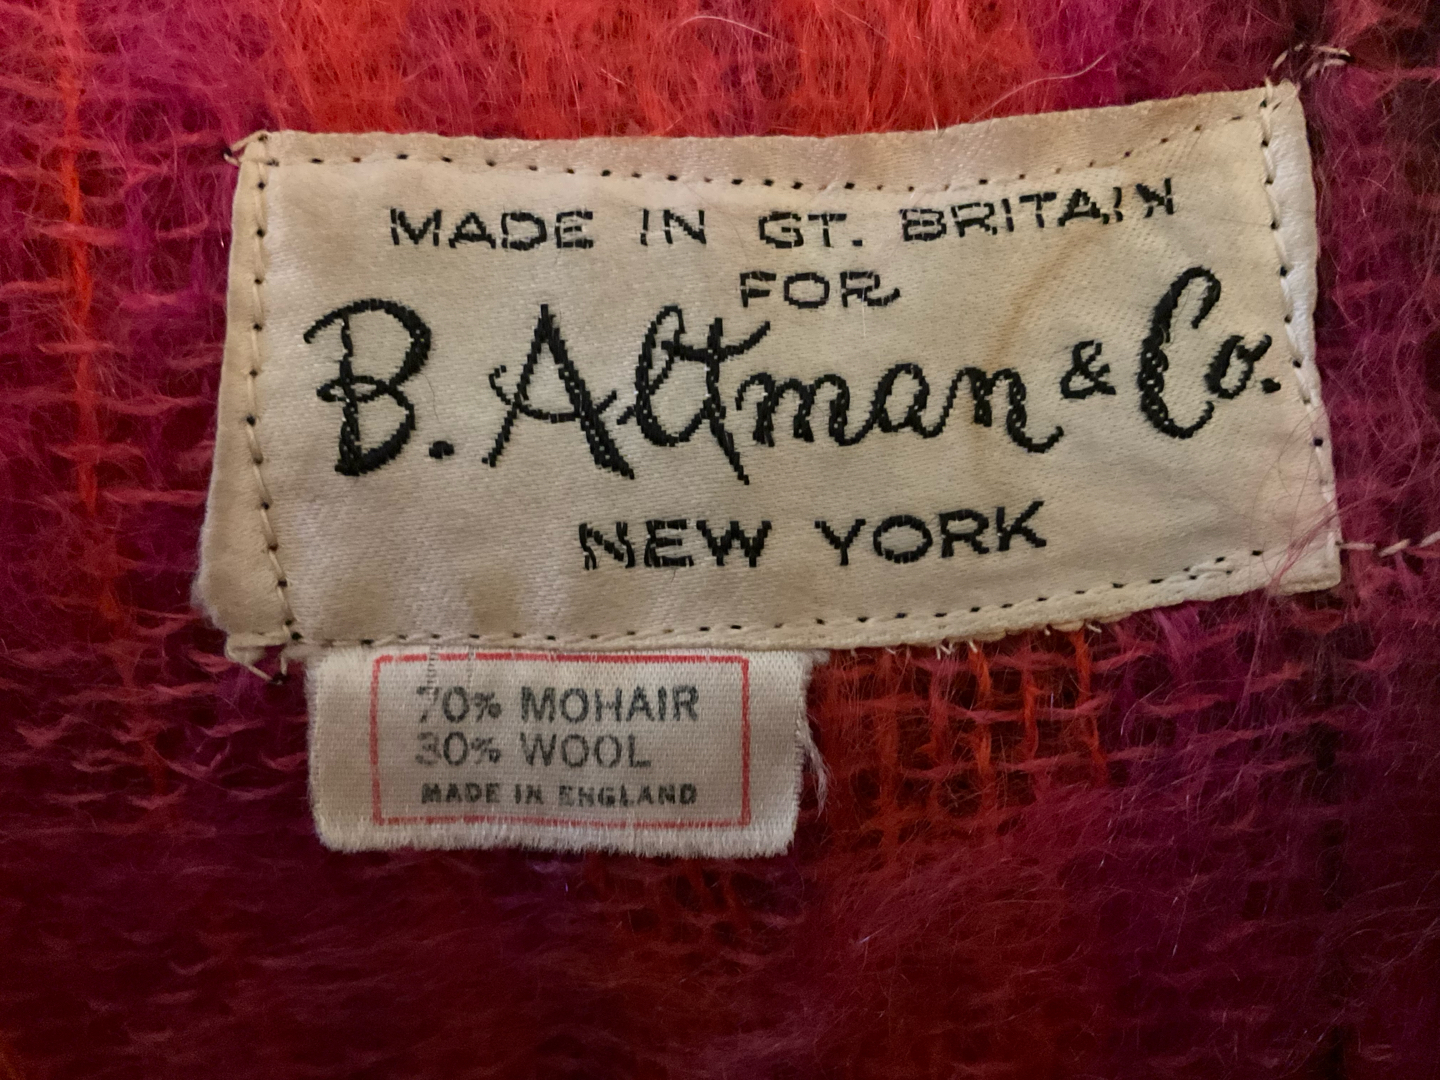 MADE IN GT. BRITAIN
FOR
B. Altman & Co.
NEW YORK
70% MOHAIR
30% WOOL
MADE IN ENGLAND